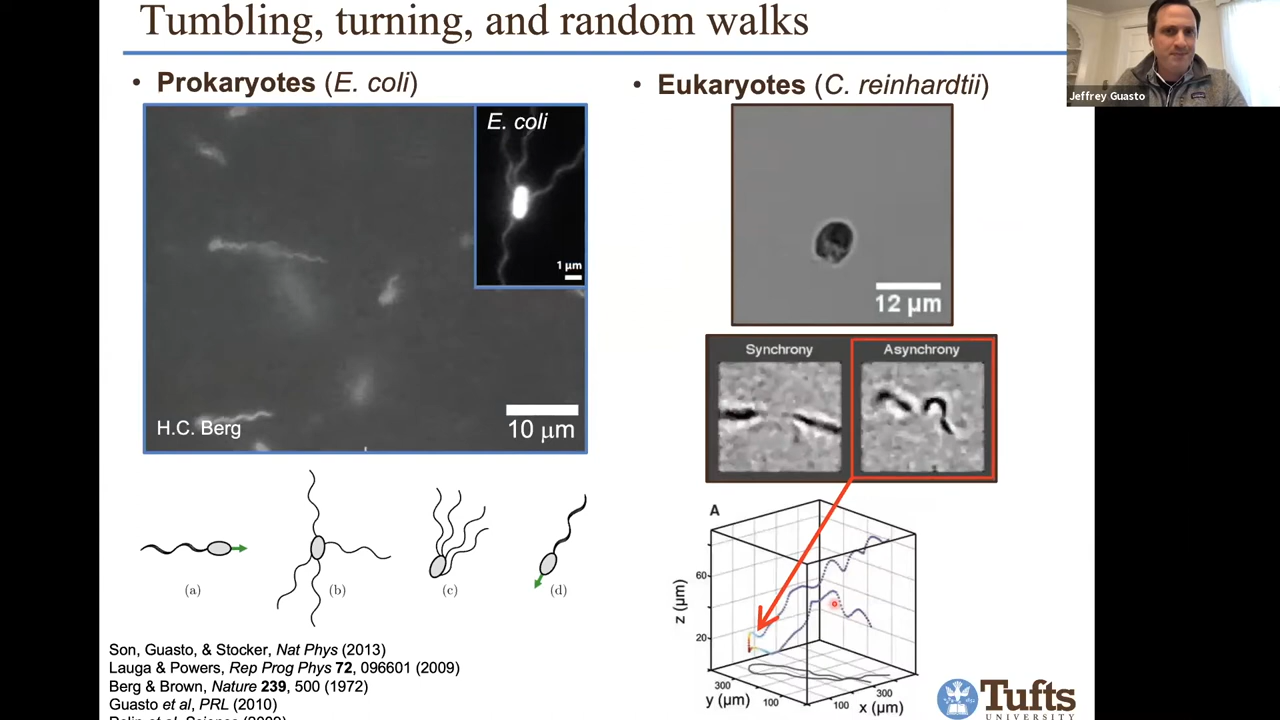 Tumbling, turning, and random walks
• Prokaryotes (E. coli)
E. coli
1 μm
H.C. Berg
10 μm
(a)
(b)
(c)
(d)
Son, Guasto, & Stocker, Nat Phys (2013)
Lauga & Powers, Rep Prog Phys 72, 096601 (2009)
Berg & Brown, Nature 239, 500 (1972)
Guasto et al, PRL (2010)
• Eukaryotes (C. reinhardtii)
12 μm
Synchrony
Asynchrony
A
z (μm)
60
20
300
y (μm)
100
100
x (μm)
300
Tufts
UNIVERSITY
Jeffrey Guasto